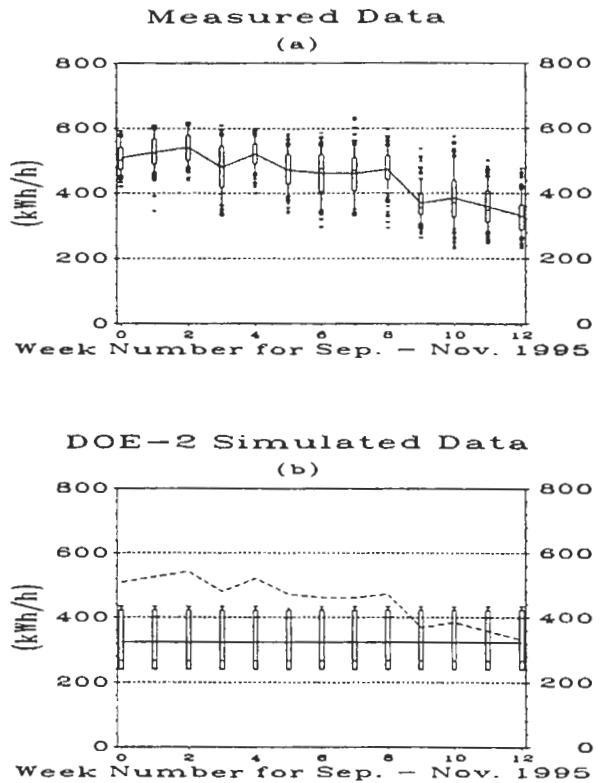 Measured Data
(a)
800 800
600 600
(kWh/h)
400 400
200 200
0 0
0 2 4 6 8 10 12
Week Number for Sep. - Nov. 1995
DOE-2 Simulated Data
(b)
800 800
600 600
(kWh/h)
400 400
200 200
0 0
0 2 4 6 8 10 12
Week Number for Sep. - Nov. 1995